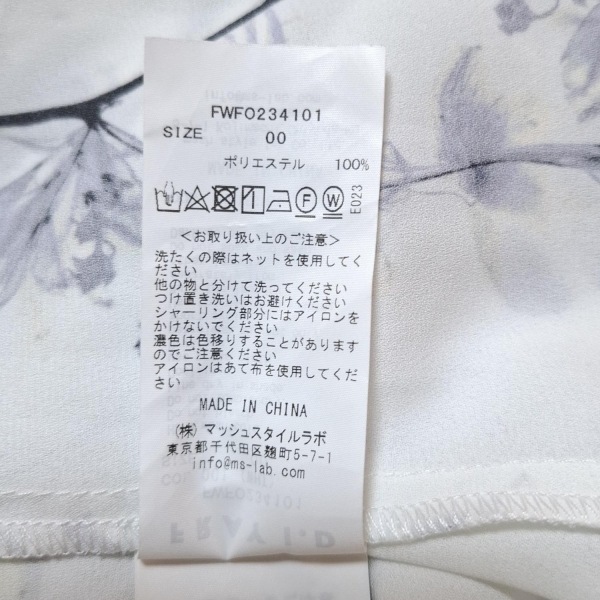 FWFO234101
SIZE 00
ポリエステル 100%
F W E023
<お取り扱い上のご注意>
洗たくの際はネットを使用してく
ださい
他の物と分けて洗ってください
つけ置き洗いはお避けください
シャーリング部分にはアイロンを
かけないでください
濃色は色移りすることがあります
のでご注意ください
アイロンはあて布を使用してくだ
さい
MADE IN CHINA
(株)マッシュスタイルラボ
東京都千代田区麹町5-7-1
info@ms-lab.com
FWFO234101
FRAY I.D